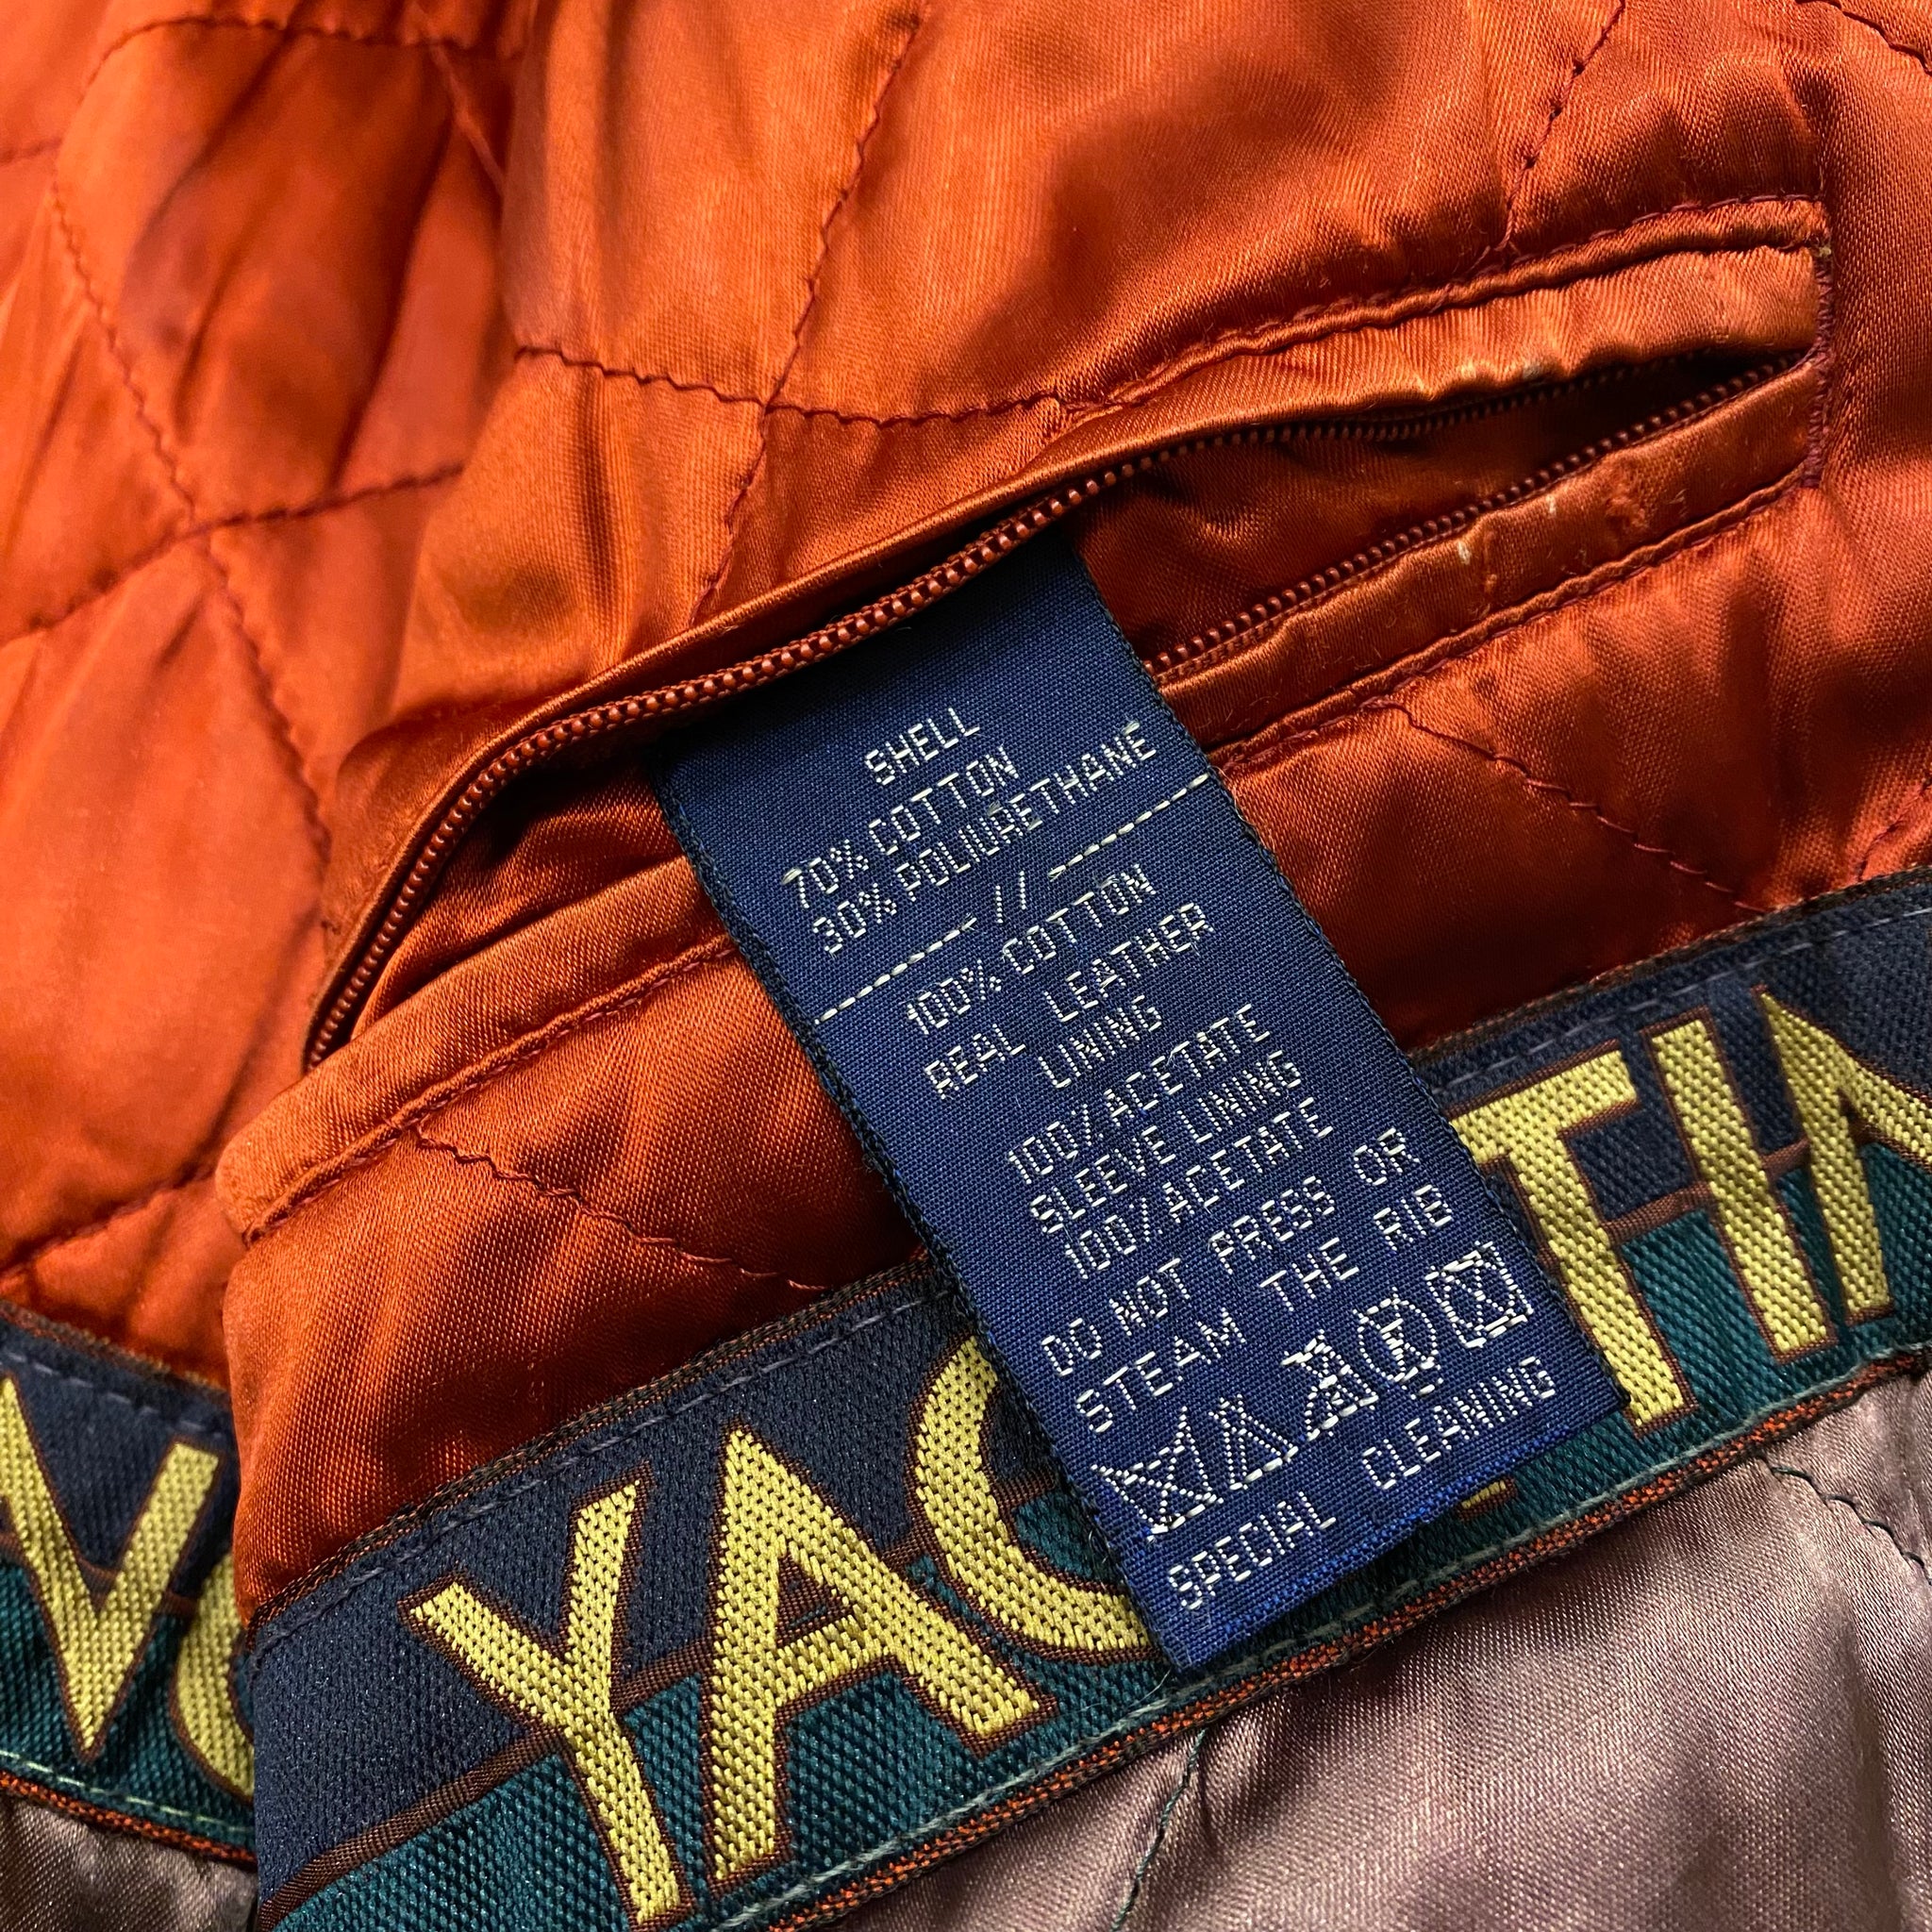 SHELL
70% COTTON
30% POLIURETHANE
------ // ------
100% COTTON
REAL LEATHER
LINING
100% ACETATE
SLEEVE LINING
100% ACETATE
DO NOT PRESS OR
STEAM THE RIB
A F
SPECIAL CLEANING
YAC